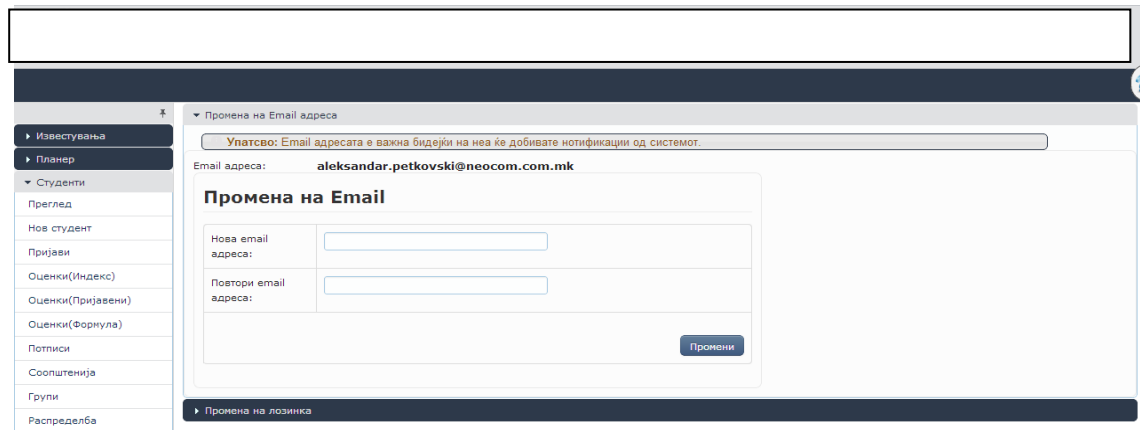 Промена на Email адреса
Известувања
Упатсво: Email адресата е важна бидејќи на неа ќе добивате нотификации од системот.
Планер
Email адреса: aleksandar.petkovski@neocom.com.mk
Студенти
Преглед
Нов студент
Пријави
Оценки(Индекс)
Оценки(Пријавени)
Оценки(Формула)
Потписи
Соопштенија
Групи
Распределба
Промена на Email
Нова email
адреса:
Повтори email
адреса:
Промени
Промена на лозинка